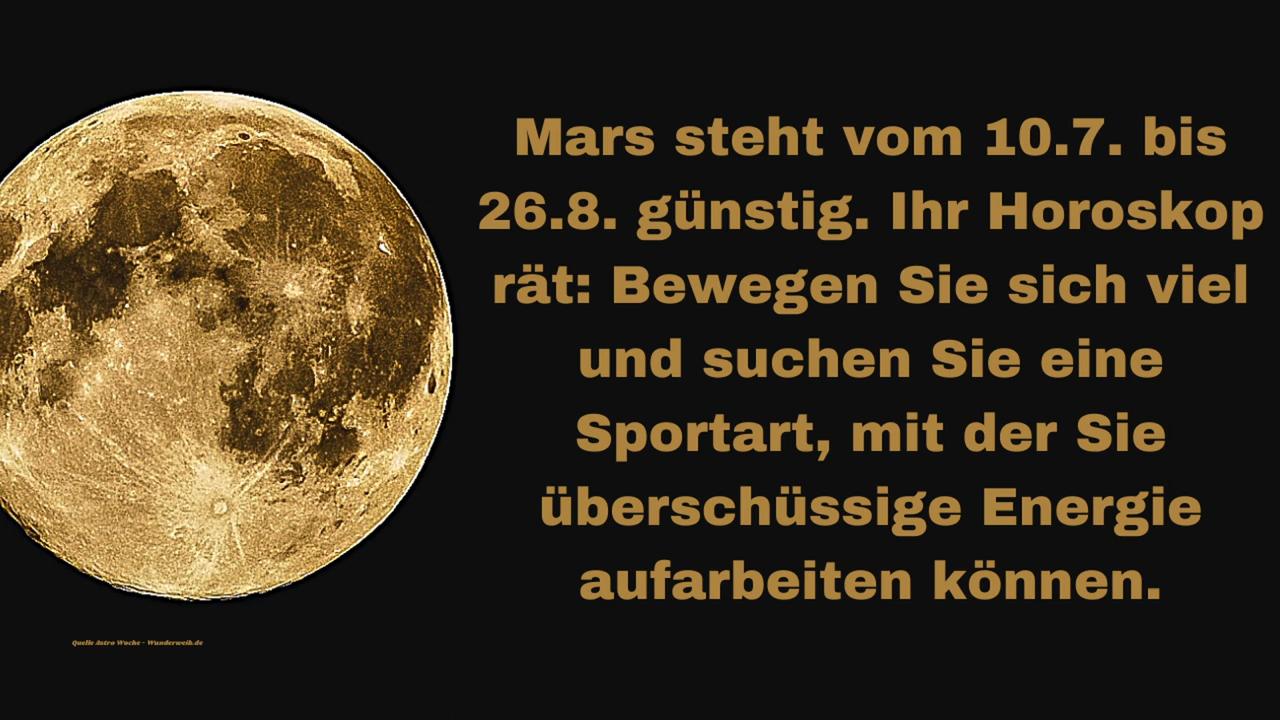 Mars steht vom 10.7. bis
26.8. günstig. Ihr Horoskop
rät: Bewegen Sie sich viel
und suchen Sie eine
Sportart, mit der Sie
überschüssige Energie
aufarbeiten können.
Quelle Astro Woche - Wunderweib.de